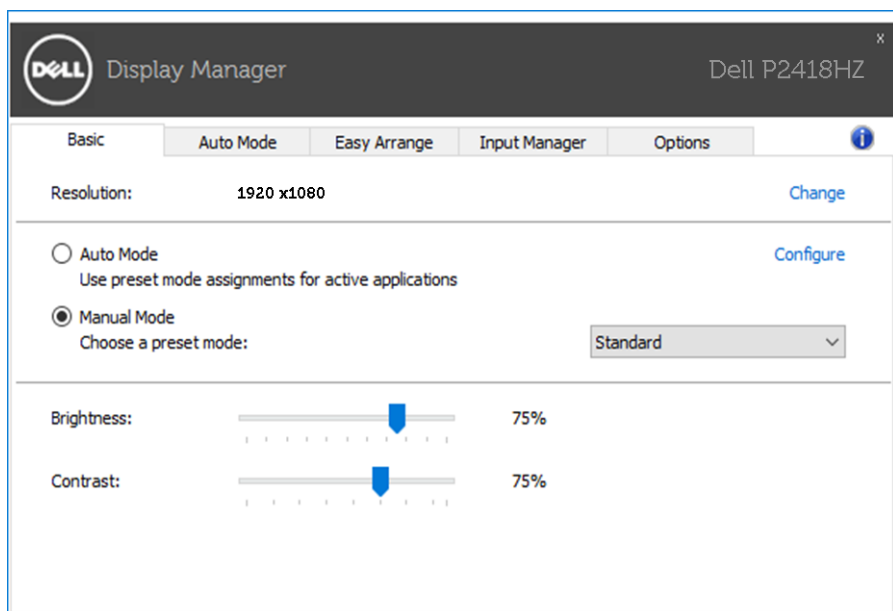 DELL Display Manager Dell P2418HZ x
Basic Auto Mode Easy Arrange Input Manager Options i
Resolution: 1920 x1080 Change
Auto Mode Configure
Use preset mode assignments for active applications
Manual Mode
Choose a preset mode: Standard
Brightness: 75%
Contrast: 75%